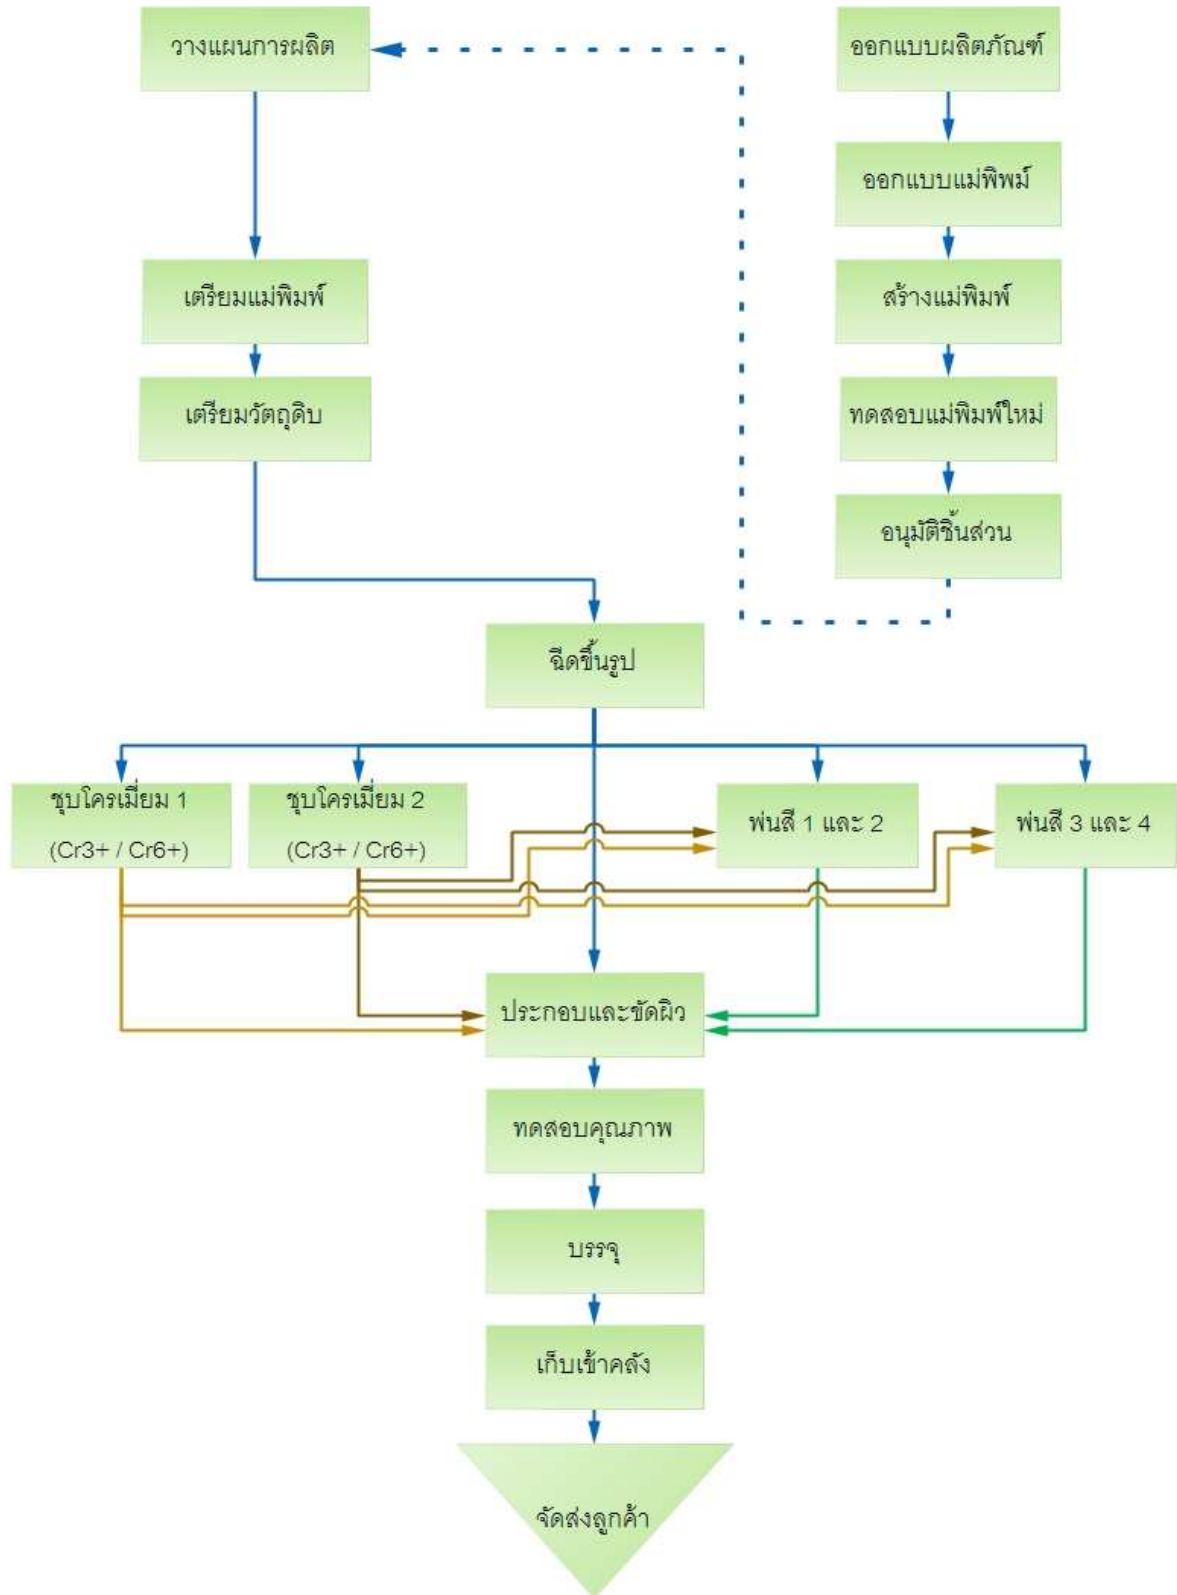 วางแผนการผลิต
ออกแบบผลิตภัณฑ์
ออกแบบแม่พิพม์
เตรียมแม่พิมพ์
สร้างแม่พิมพ์
เตรียมวัตถุดิบ
ทดสอบแม่พิมพ์ใหม่
อนุมัติชิ้นส่วน
ฉีดขึ้นรูป
ชุบโครเมี่ยม 1
(Cr3+ / Cr6+)
ชุบโครเมี่ยม 2
(Cr3+ / Cr6+)
พ่นสี 1 และ 2
พ่นสี 3 และ 4
ประกอบและขัดผิว
ทดสอบคุณภาพ
บรรจุ
เก็บเข้าคลัง
จัดส่งลูกค้า